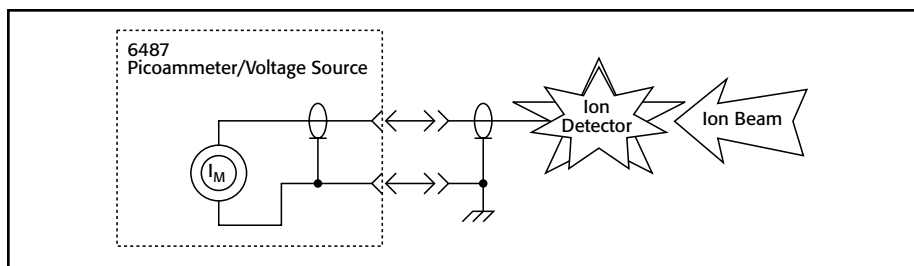 6487
Picoammeter/Voltage Source
I_M
Ion
Detector
Ion Beam